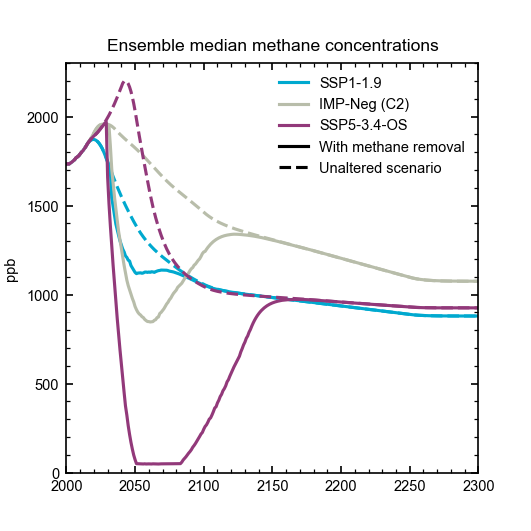 Ensemble median methane concentrations
SSP1-1.9
IMP-Neg (C2)
SSP5-3.4-OS
With methane removal
Unaltered scenario
ppb
2000
1500
1000
500
0
2000 2050 2100 2150 2200 2250 2300